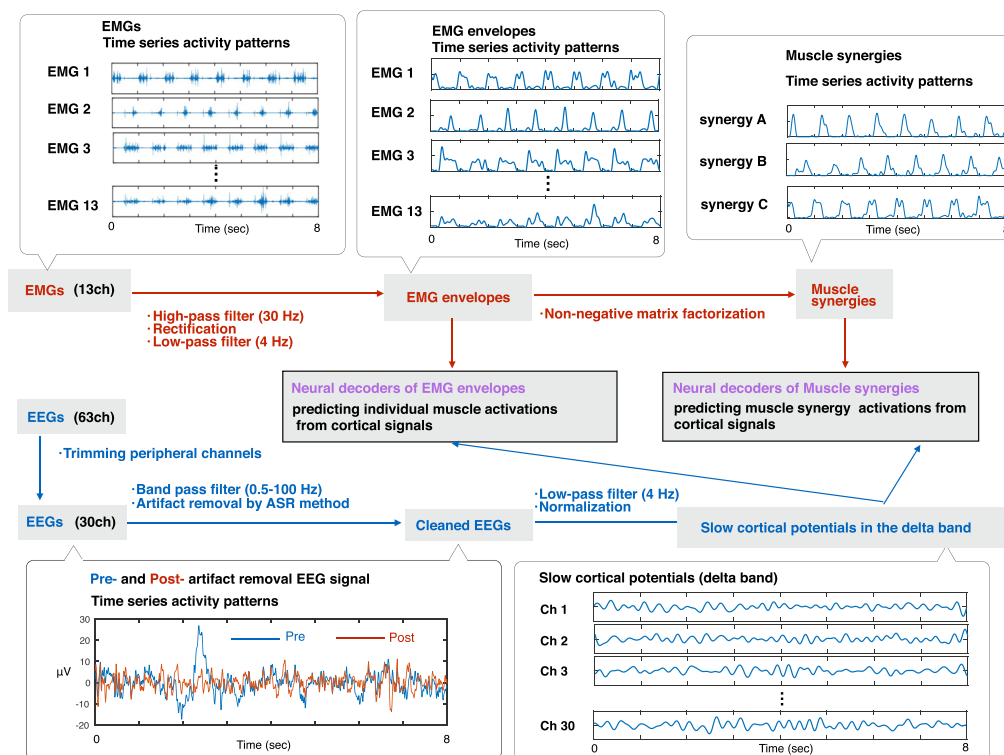 EMGs
Time series activity patterns
EMG 1
EMG 2
EMG 3
EMG 13
0
Time (sec)
8
EMG envelopes
Time series activity patterns
EMG 1
EMG 2
EMG 3
EMG 13
0
Time (sec)
8
Muscle synergies
Time series activity patterns
synergy A
synergy B
synergy C
0
Time (sec)
8
EMGs (13ch)
·High-pass filter (30 Hz)
·Rectification
·Low-pass filter (4 Hz)
EMG envelopes
·Non-negative matrix factorization
Muscle
synergies
Neural decoders of EMG envelopes
predicting individual muscle activations
from cortical signals
Neural decoders of Muscle synergies
predicting muscle synergy activations from
cortical signals
EEGs (63ch)
·Trimming peripheral channels
EEGs (30ch)
·Band pass filter (0.5-100 Hz)
·Artifact removal by ASR method
Cleaned EEGs
·Low-pass filter (4 Hz)
·Normalization
Slow cortical potentials in the delta band
Pre- and Post- artifact removal EEG signal
Time series activity patterns
30
20
10
0
-10
-20
μV
Pre
Post
0
Time (sec)
8
Slow cortical potentials (delta band)
Ch 1
Ch 2
Ch 3
Ch 30
0
Time (sec)
8